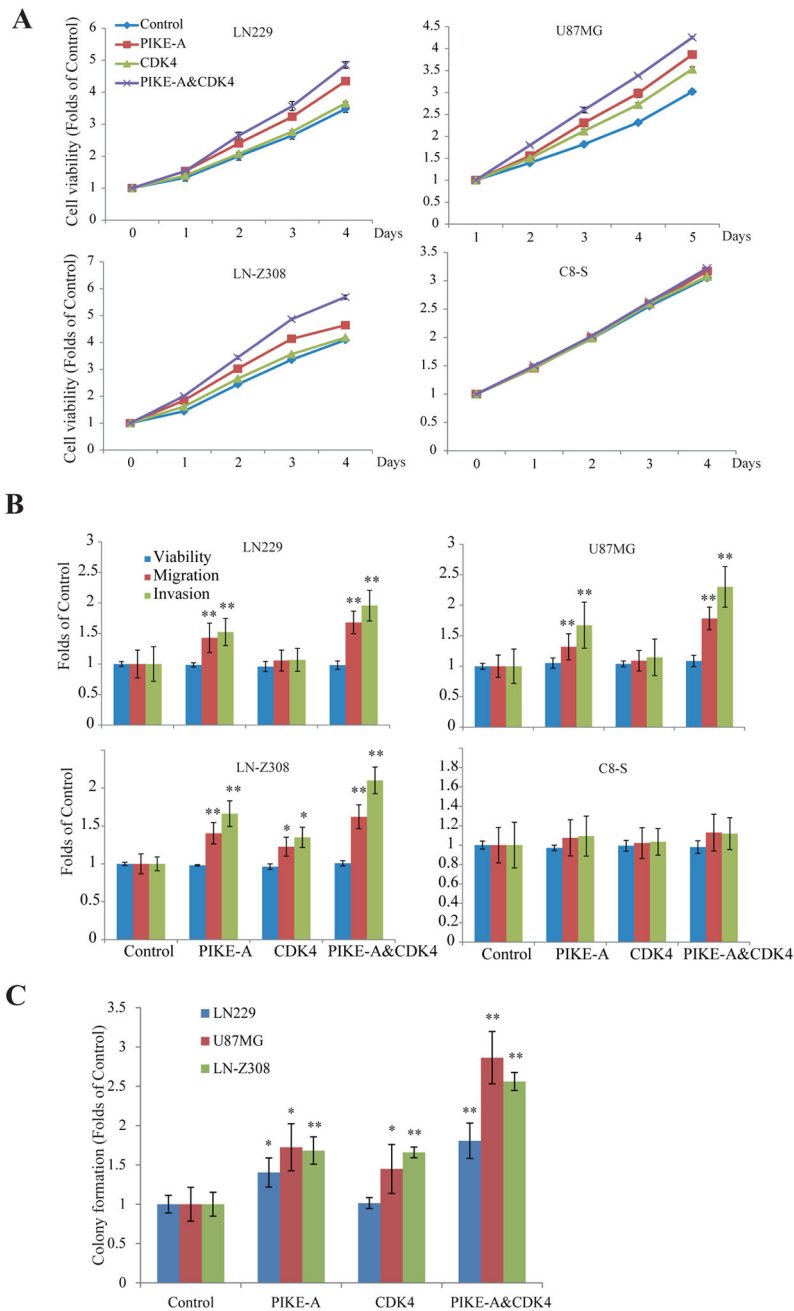 A
Control
PIKE-A
CDK4
PIKE-A&CDK4
LN229
Cell viability (Folds of Control)
6
5
4
3
2
1
0
0 1 2 3 4 Days
U87MG
4.5
4
3.5
3
2.5
2
1.5
1
0.5
0
1 2 3 4 5 Days
LN-Z308
Cell viability (Folds of Control)
7
6
5
4
3
2
1
0
0 1 2 3 4 Days
C8-S
3.5
3
2.5
2
1.5
1
0.5
0
0 1 2 3 4 Days
B
LN229
Viability
Migration
Invasion
Folds of Control
3
2.5
2
1.5
1
0.5
0
** ** ** **
U87MG
3
2.5
2
1.5
1
0.5
0
** ** ** **
LN-Z308
Folds of Control
2
1.5
1
0.5
0
** ** * * ** **
Control PIKE-A CDK4 PIKE-A&CDK4
C8-S
1.8
1.6
1.4
1.2
1
0.8
0.6
0.4
0.2
0
Control PIKE-A CDK4 PIKE-A&CDK4
C
LN229
U87MG
LN-Z308
Colony formation (Folds of Control)
3.5
3
2.5
2
1.5
1
0.5
0
* * ** * ** ** ** **
Control PIKE-A CDK4 PIKE-A&CDK4